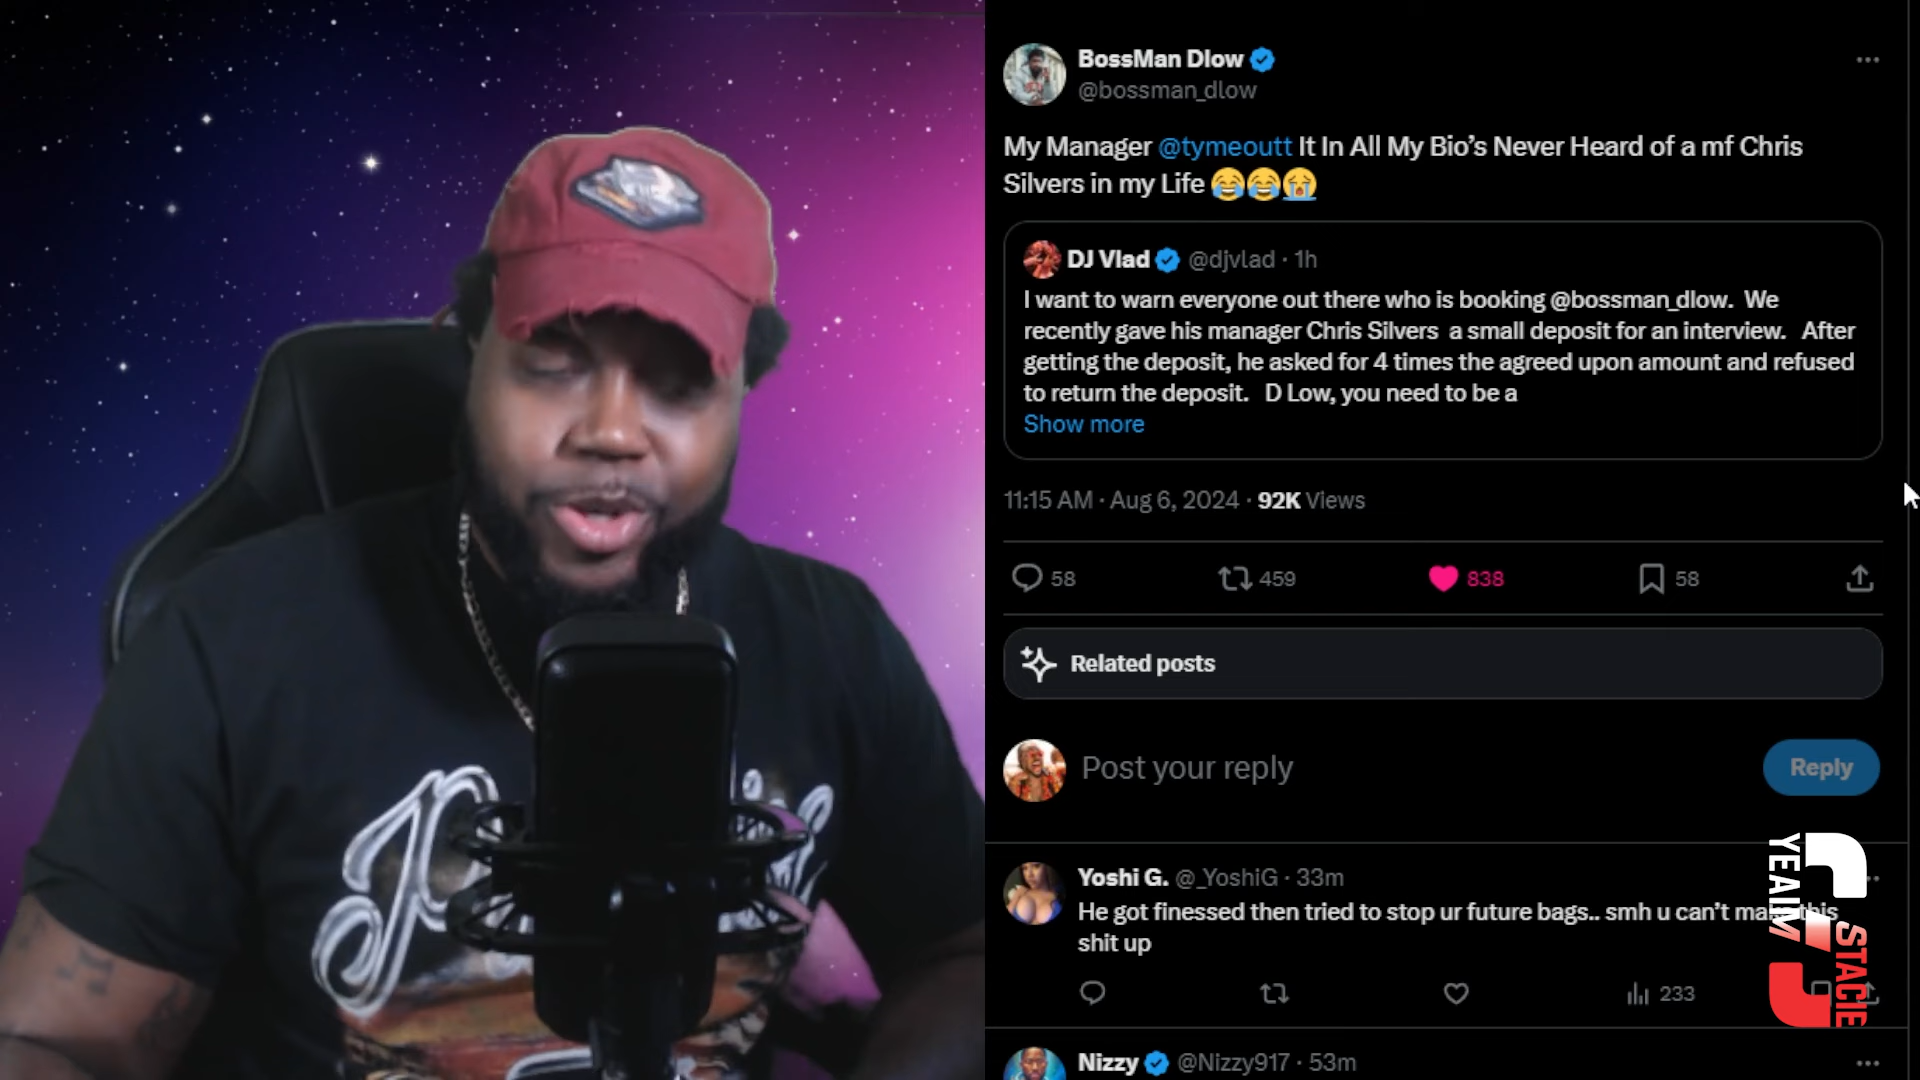 BossMan Dlow
@bossman_dlow
My Manager @tymeoutt It In All My Bio’s Never Heard of a mf Chris
Silvers in my Life 😂😂😭
DJ Vlad @djvlad · 1h
I want to warn everyone out there who is booking @bossman_dlow. We
recently gave his manager Chris Silvers a small deposit for an interview. After
getting the deposit, he asked for 4 times the agreed upon amount and refused
to return the deposit. D Low, you need to be a
Show more
11:15 AM · Aug 6, 2024 · 92K Views
58 459 838 58
Related posts
Post your reply
Reply
Yoshi G. @_YoshiG · 33m
He got finessed then tried to stop ur future bags.. smh u can’t this
shit up
233
YEAIM
STACIE
Nizzy @Nizzy917 · 53m